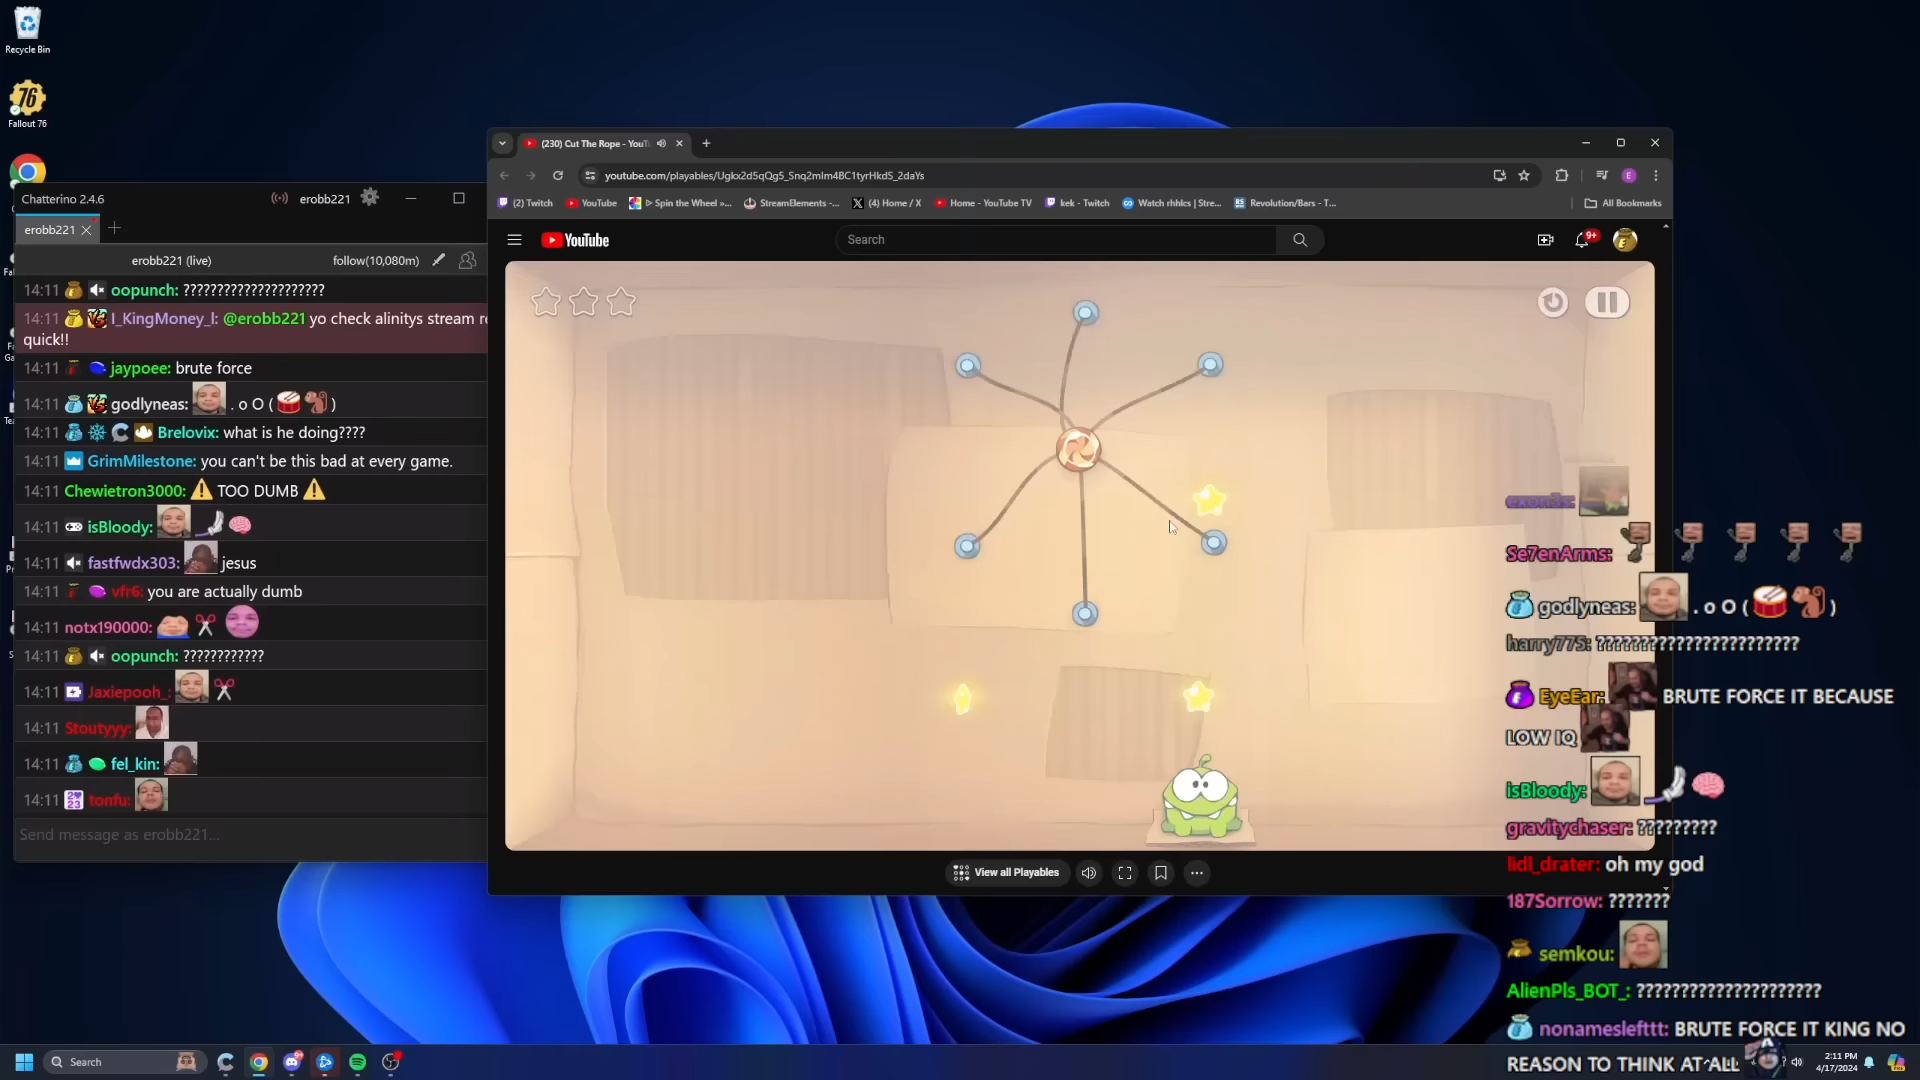 Recycle Bin
Fallout 76
Chatterino 2.4.6
erobb221
erobb221
erobb221 (live)
follow(10,080m)
14:11 oopunch: ?????????????????????
14:11 I_KingMoney_l: @erobb221 yo check alinitys stream re
quick!!
14:11 jaypoee: brute force
14:11 godlyneas: . o O ( )
14:11 Brelovix: what is he doing????
14:11 GrimMilestone: you can't be this bad at every game.
14:11 Chewietron3000: TOO DUMB
14:11 isBloody:
14:11 fastfwdx303: jesus
14:11 vfr6: you are actually dumb
14:11 notx190000:
14:11 oopunch: ????????????
14:11 Jaxiepooh_:
14:11 Stoutyyy:
14:11 fel_kin:
14:11 tonfu:
Send message as erobb221...
(230) Cut The Rope - YouT
youtube.com/playables/Ugkx2d5qQg5_Snq2mIm4BC1tyrHkdS_2daYs
(2) Twitch
YouTube
Spin the Wheel »...
StreamElements -...
(4) Home / X
Home - YouTube TV
kek - Twitch
Watch rhhlcs | Stre...
Revolution/Bars - T...
All Bookmarks
YouTube
Search
9+
View all Playables
exon3s:
Se7enArms:
godlyneas: . o O ( )
harry775: ???????????????????????
EyeEar: BRUTE FORCE IT BECAUSE
LOW IQ
isBloody:
gravitychaser: ?????????
lidl_drater: oh my god
187Sorrow: ???????
semkou:
AlienPls_BOT_: ?????????????????????
nonameslefttt: BRUTE FORCE IT KING NO
REASON TO THINK AT ALL
Search
2:11 PM
4/17/2024